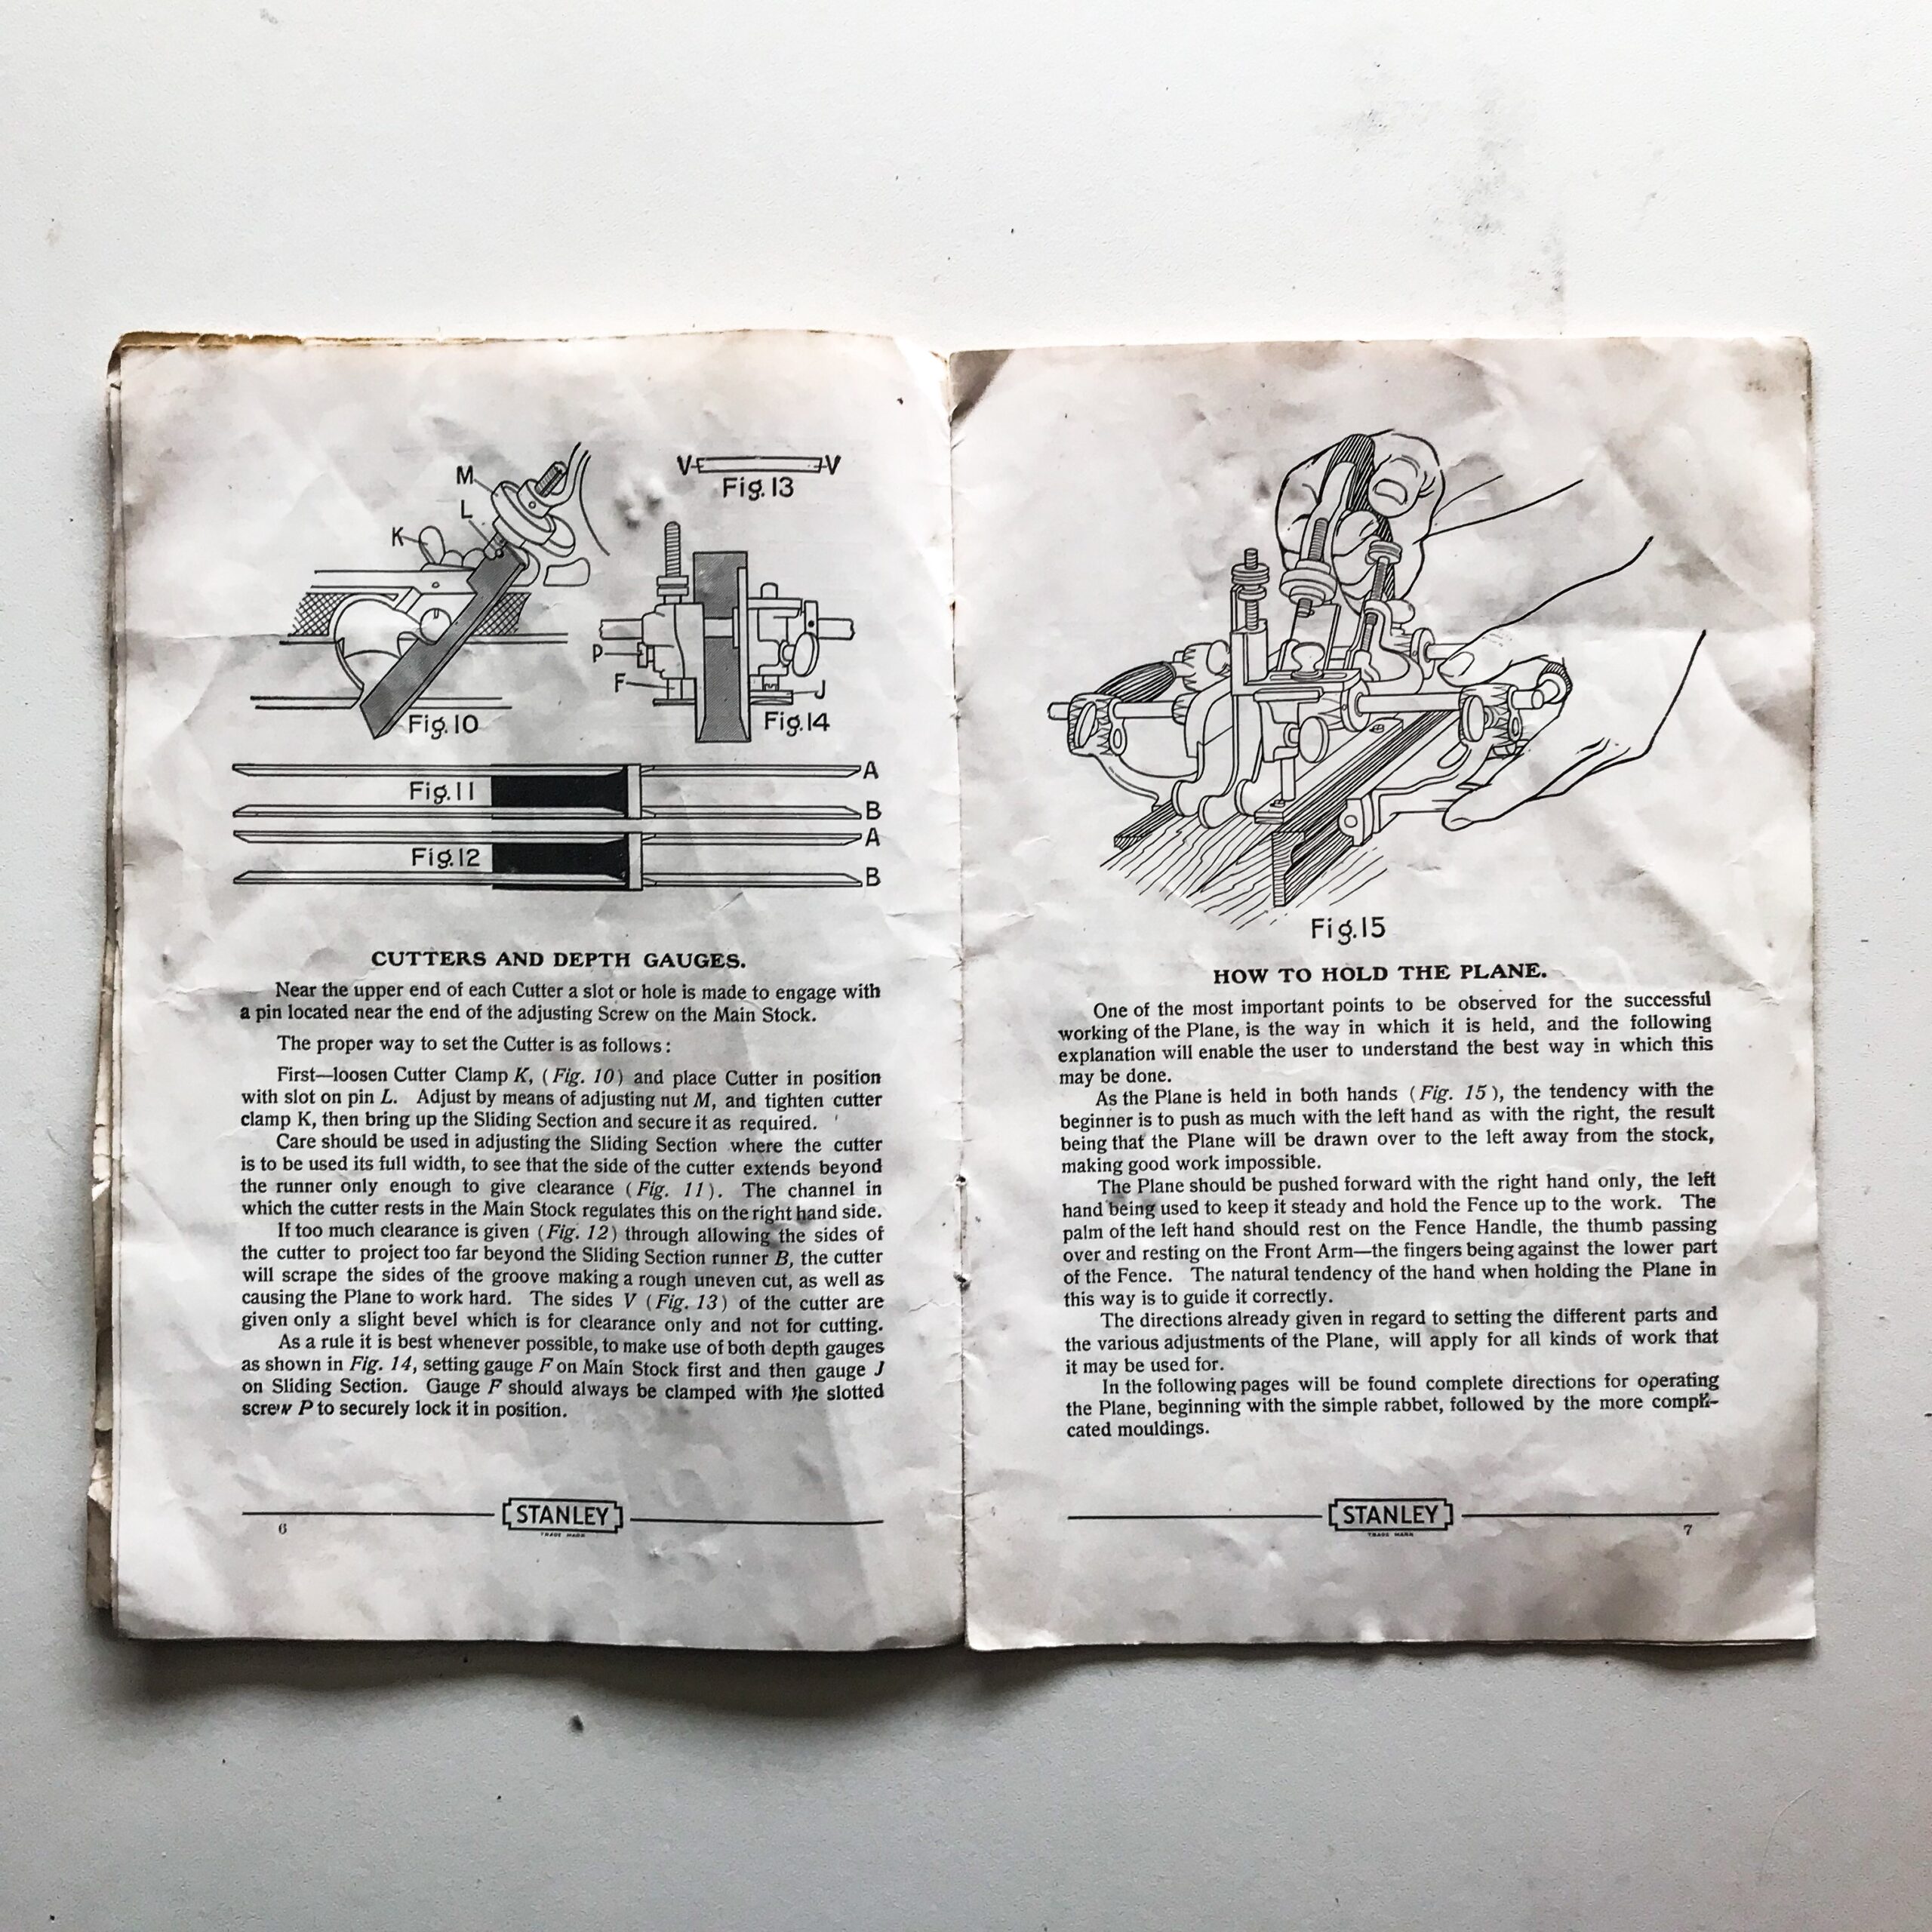 M
L
K
V V
Fig.13
P
F
J
Fig.10
Fig.14
A
Fig.11
B
A
Fig.12
B
CUTTERS AND DEPTH GAUGES.
Near the upper end of each Cutter a slot or hole is made to engage with
a pin located near the end of the adjusting Screw on the Main Stock.
The proper way to set the Cutter is as follows:
First—loosen Cutter Clamp K, (Fig. 10) and place Cutter in position
with slot on pin L. Adjust by means of adjusting nut M, and tighten cutter
clamp K, then bring up the Sliding Section and secure it as required.
Care should be used in adjusting the Sliding Section where the cutter
is to be used its full width, to see that the side of the cutter extends beyond
the runner only enough to give clearance (Fig. 11). The channel in
which the cutter rests in the Main Stock regulates this on the right hand side.
If too much clearance is given (Fig. 12) through allowing the sides of
the cutter to project too far beyond the Sliding Section runner B, the cutter
will scrape the sides of the groove making a rough uneven cut, as well as
causing the Plane to work hard. The sides V (Fig. 13) of the cutter are
given only a slight bevel which is for clearance only and not for cutting.
As a rule it is best whenever possible, to make use of both depth gauges
as shown in Fig. 14, setting gauge F on Main Stock first and then gauge J
on Sliding Section. Gauge F should always be clamped with the slotted
screw P to securely lock it in position.
STANLEY
TRADE MARK
6
Fig.15
HOW TO HOLD THE PLANE.
One of the most important points to be observed for the successful
working of the Plane, is the way in which it is held, and the following
explanation will enable the user to understand the best way in which this
may be done.
As the Plane is held in both hands (Fig. 15), the tendency with the
beginner is to push as much with the left hand as with the right, the result
being that the Plane will be drawn over to the left away from the stock,
making good work impossible.
The Plane should be pushed forward with the right hand only, the left
hand being used to keep it steady and hold the Fence up to the work. The
palm of the left hand should rest on the Fence Handle, the thumb passing
over and resting on the Front Arm—the fingers being against the lower part
of the Fence. The natural tendency of the hand when holding the Plane in
this way is to guide it correctly.
The directions already given in regard to setting the different parts and
the various adjustments of the Plane, will apply for all kinds of work that
it may be used for.
In the following pages will be found complete directions for operating
the Plane, beginning with the simple rabbet, followed by the more compli-
cated mouldings.
STANLEY
TRADE MARK
7